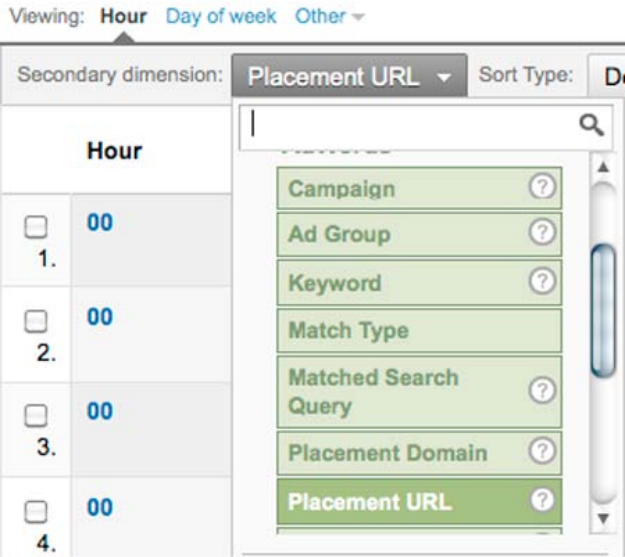 Viewing: Hour Day of week Other
Secondary dimension: Placement URL Sort Type:
Hour
Campaign ?
00
Ad Group ?
1.
Keyword ?
00
Match Type
2.
Matched Search
Query ?
00
3.
Placement Domain ?
00
Placement URL ?
4.